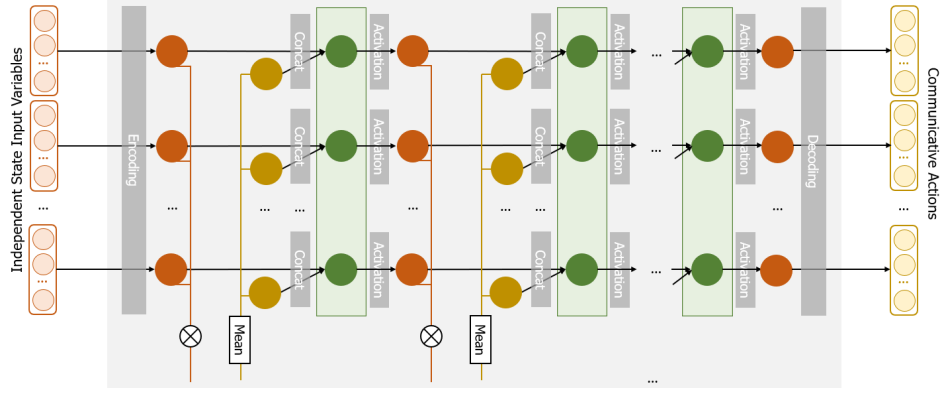 Independent State Input Variables
...
...
...
...
Encoding
...
...
Concat
Concat
...
Concat
Mean
Activation
Activation
Activation
...
...
Concat
Concat
...
Concat
Mean
Activation
Activation
Activation
...
...
...
...
...
Activation
Activation
Activation
...
Decoding
...
...
...
...
Communicative Actions